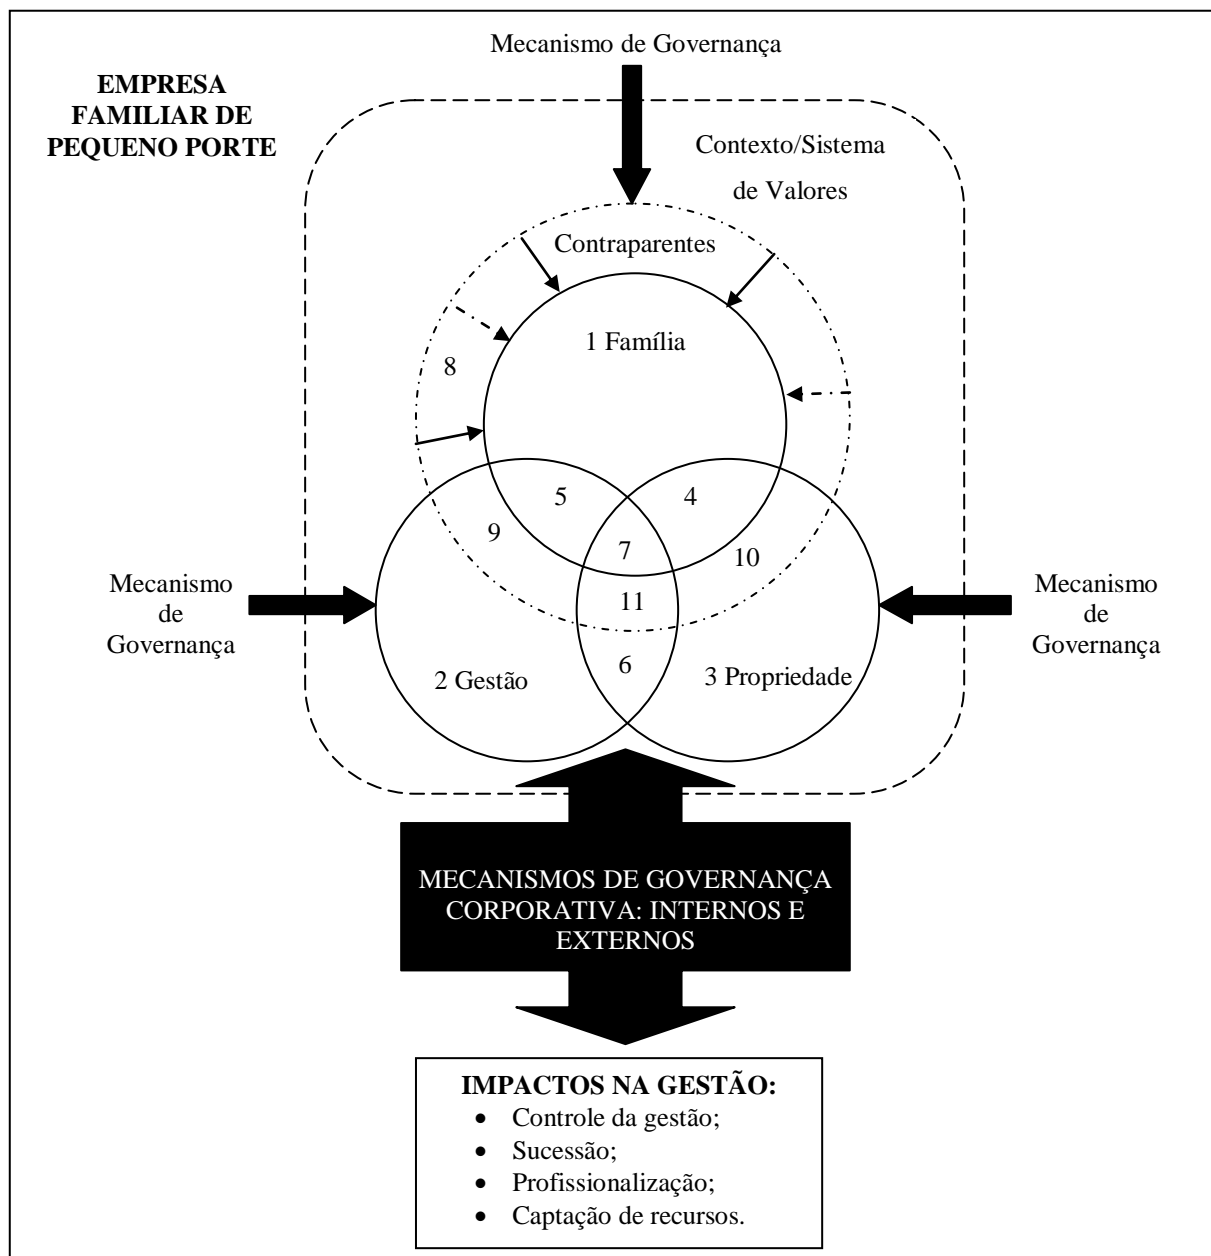 Mecanismo de Governança
EMPRESA
FAMILIAR DE
PEQUENO PORTE
Contexto/Sistema
de Valores
Contraparentes
1 Família
8
5
4
9
7
10
11
Mecanismo
de
Governança
Mecanismo
de
Governança
6
2 Gestão
3 Propriedade
MECANISMOS DE GOVERNANÇA
CORPORATIVA: INTERNOS E
EXTERNOS
IMPACTOS NA GESTÃO:
• Controle da gestão;
• Sucessão;
• Profissionalização;
• Captação de recursos.